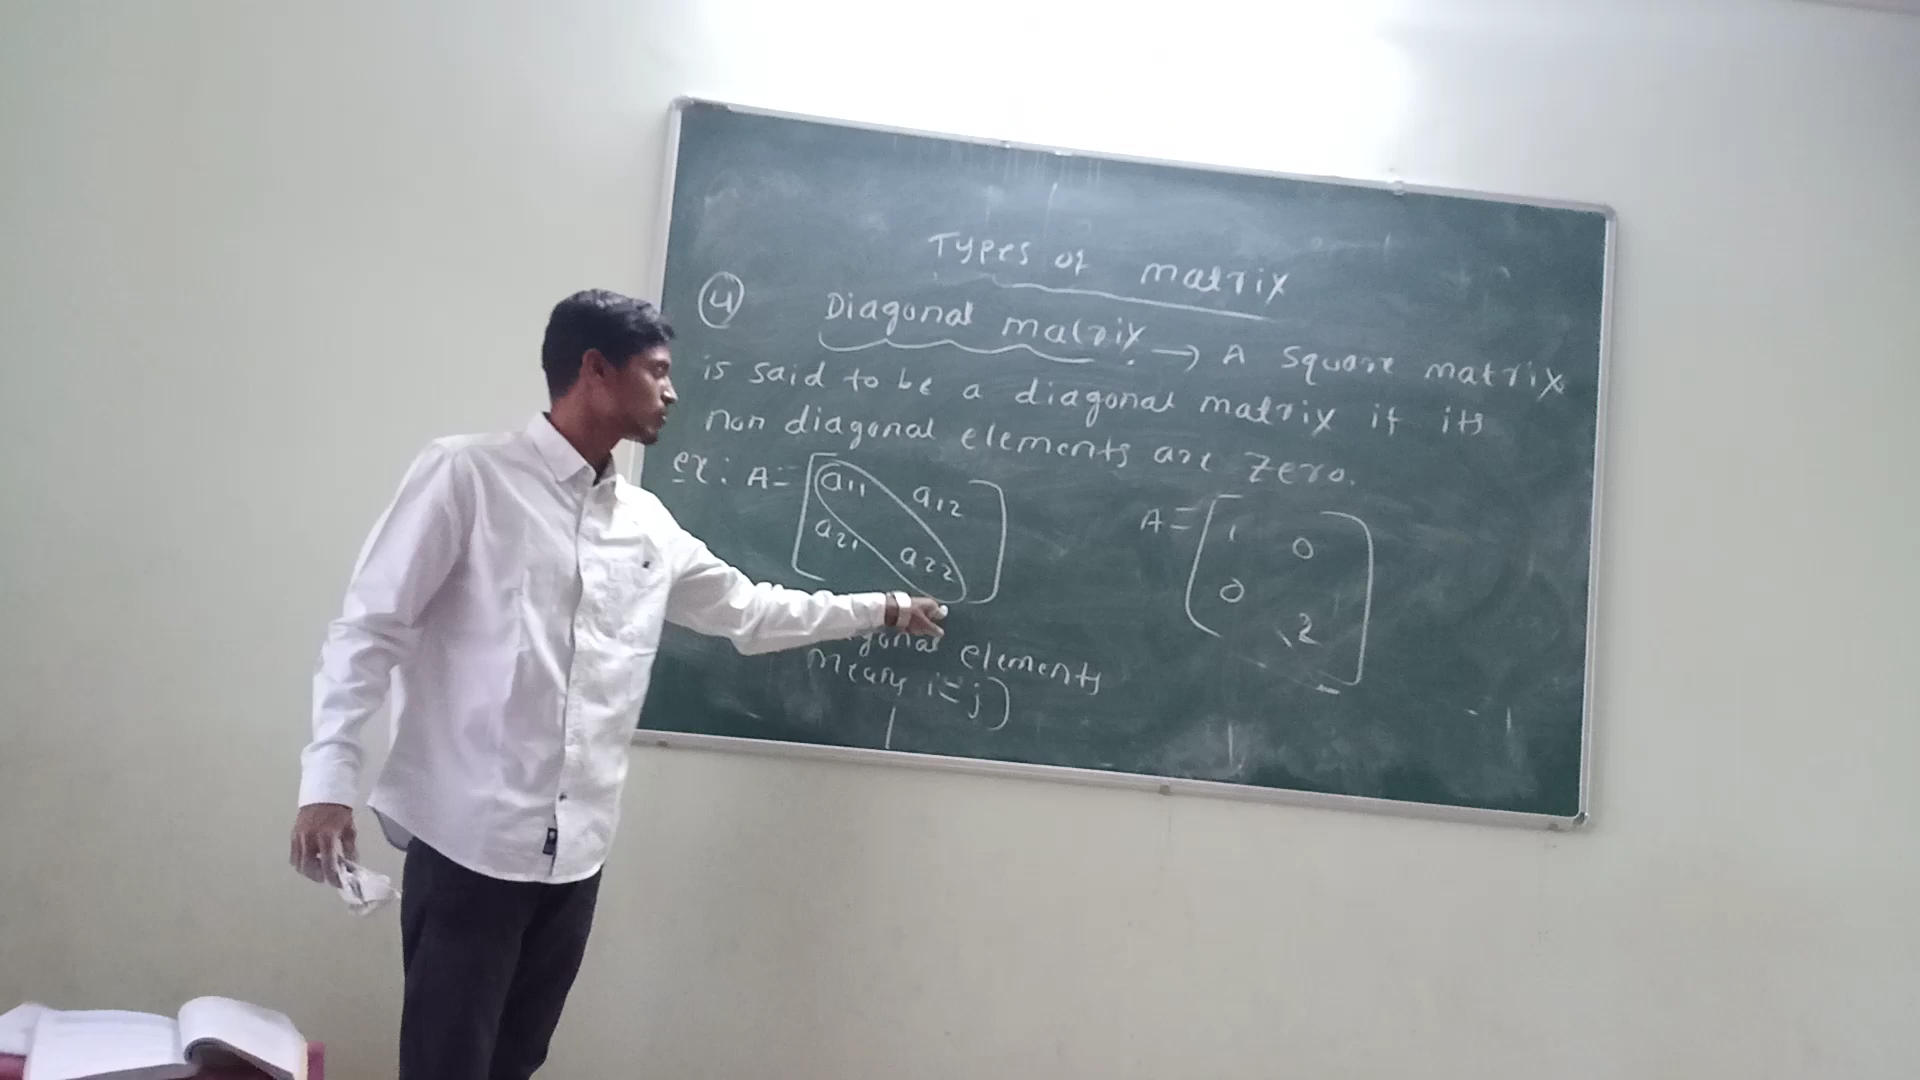 Types of matrix
4 Diagonal matrix → A square matrix
is said to be a diagonal matrix if its
non diagonal elements are zero.
ex: A = [a11 a12
a21 a22]
A = [1 0
0 2]
elements
means i=j)